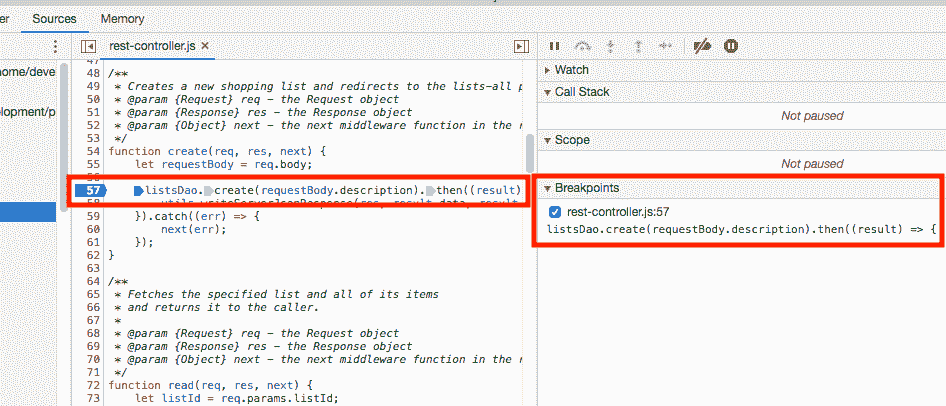 er Sources Memory
ome/deve
lopment/p
rest-controller.js ×
47
48 /**
49 * Creates a new shopping list and redirects to the lists-all p
50 * @param {Request} req - the Request object
51 * @param {Response} res - the Response object
52 * @param {Object} next - the next middleware function in the r
53 */
54 function create(req, res, next) {
55 let requestBody = req.body;
56
57 listsDao.create(requestBody.description).then((result)
58 utils.writeServerJsonResponse(res, result.data, result
59 }).catch((err) => {
60 next(err);
61 });
62 }
63
64 /**
65 * Fetches the specified list and all of its items
66 * and returns it to the caller.
67 *
68 * @param {Request} req - the Request object
69 * @param {Response} res - the Response object
70 * @param {Object} next - the next middleware function in the r
71 */
72 function read(req, res, next) {
73 let listId = req.params.listId;
Watch
Call Stack
Not paused
Scope
Not paused
Breakpoints
rest-controller.js:57
listsDao.create(requestBody.description).then((result) => {